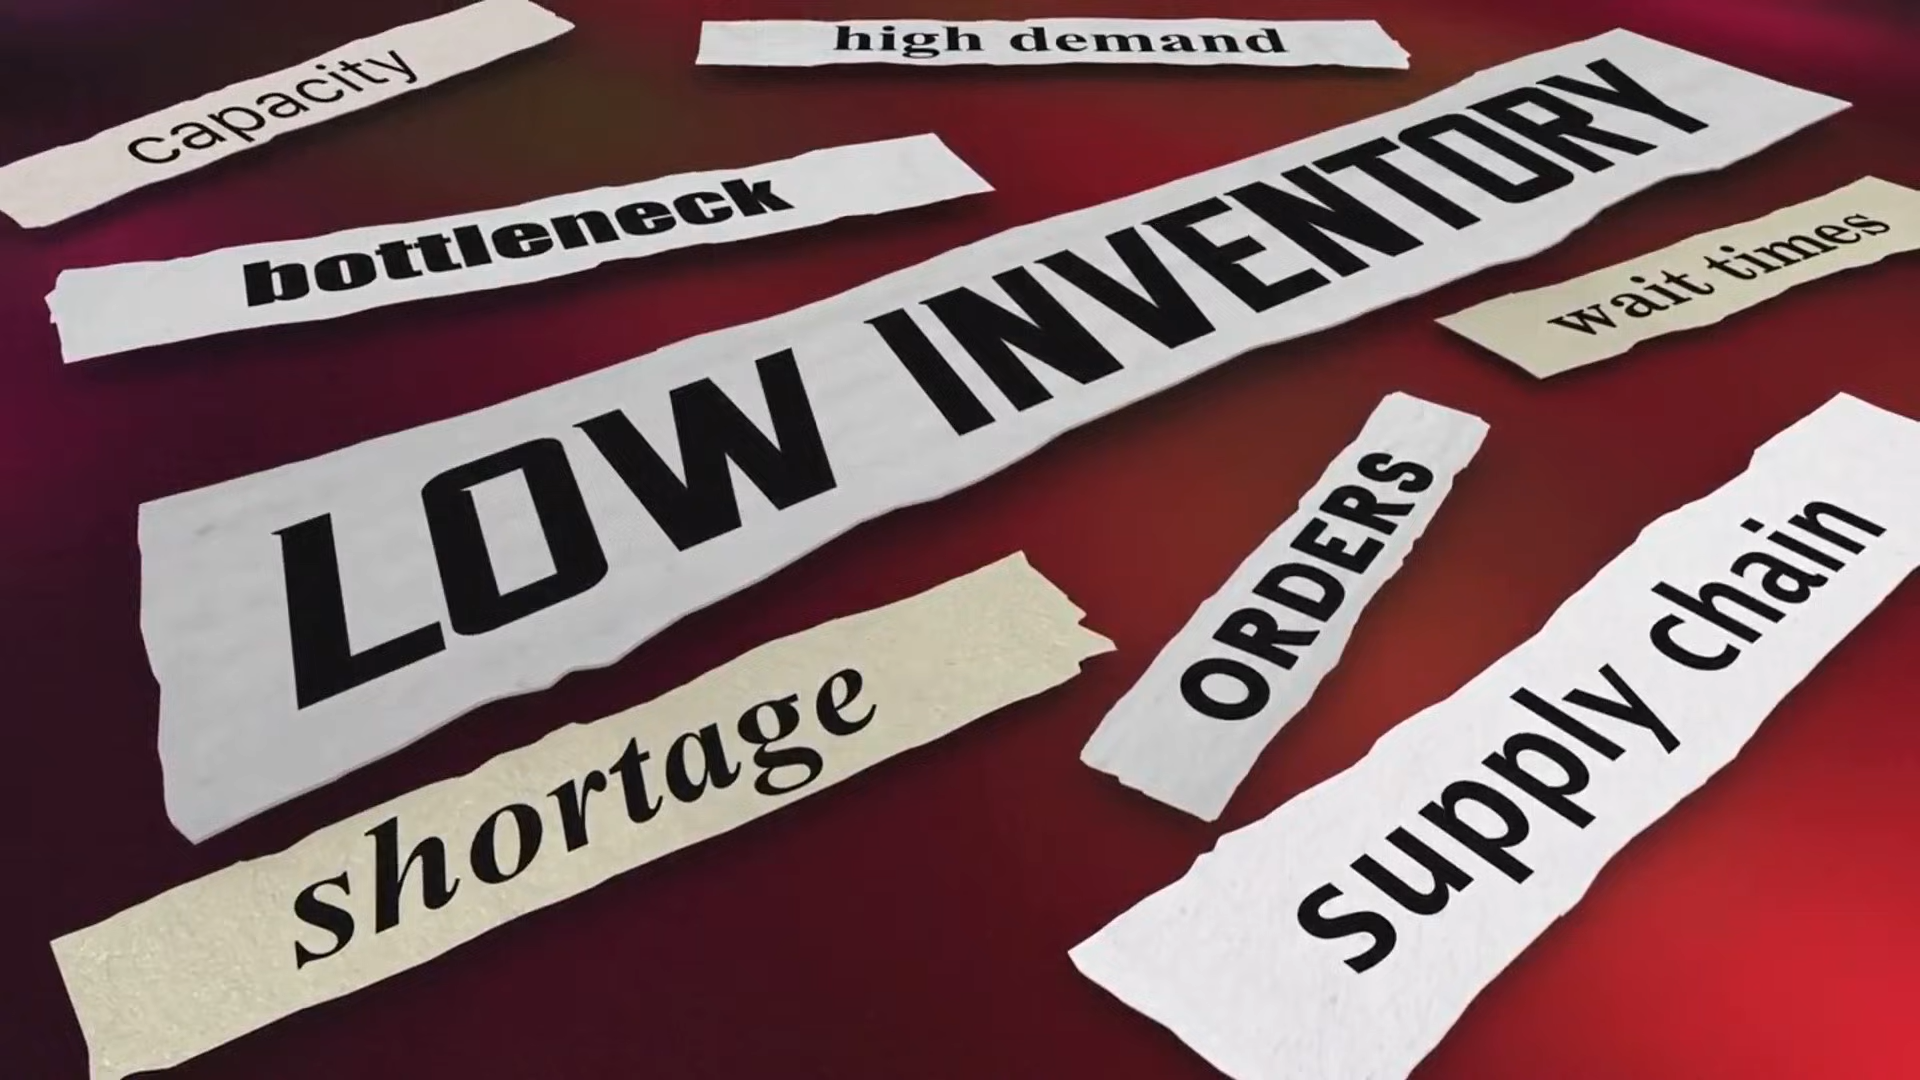 capacity
high demand
bottleneck
LOW INVENTORY
wait times
ORDERS
shortage
supply chain